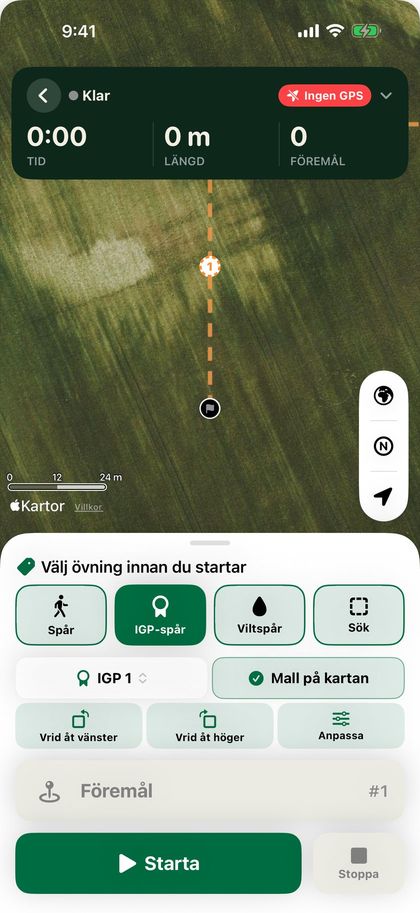 9:41
Klar
Ingen GPS
0:00
0 m
0
TID
LÄNGD
FÖREMÅL
1
0 12 24 m
Kartor Villkor
N
Välj övning innan du startar
Spår
IGP-spår
Viltspår
Sök
IGP 1
Mall på kartan
Vrid åt vänster
Vrid åt höger
Anpassa
Föremål
#1
Starta
Stoppa